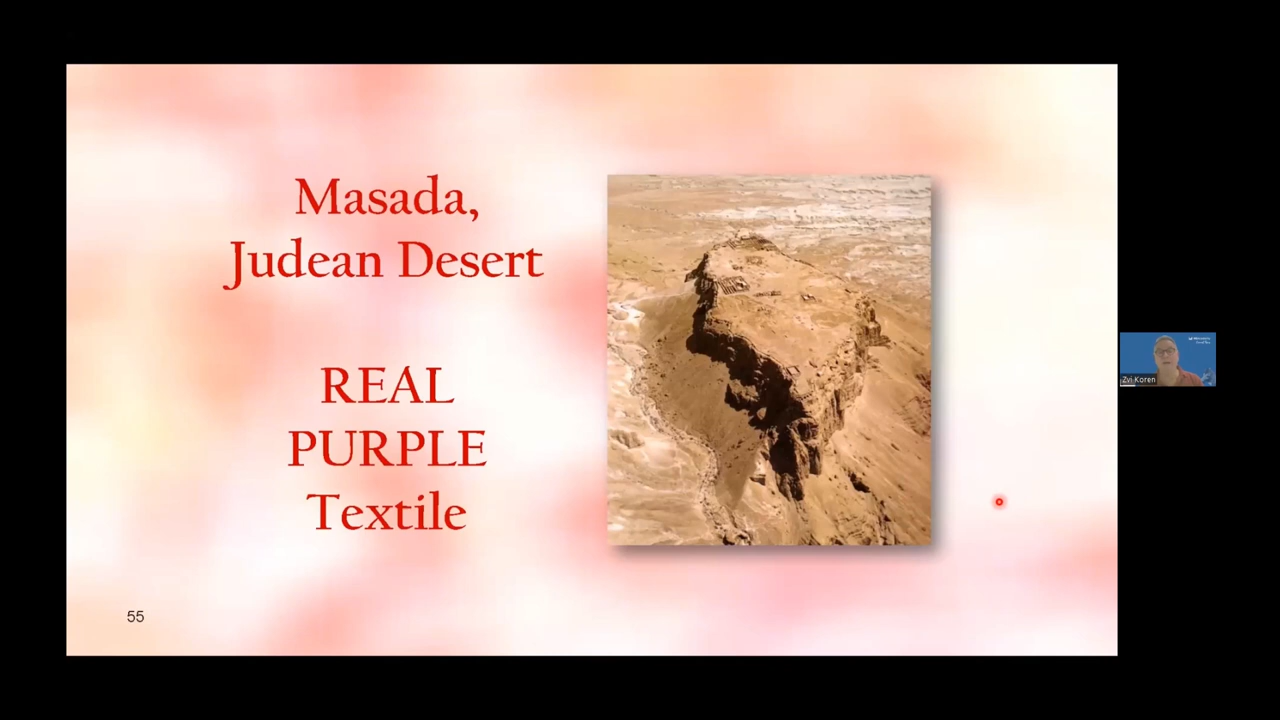 Masada,
Judean Desert
REAL
PURPLE
Textile
55
Zvi Koren